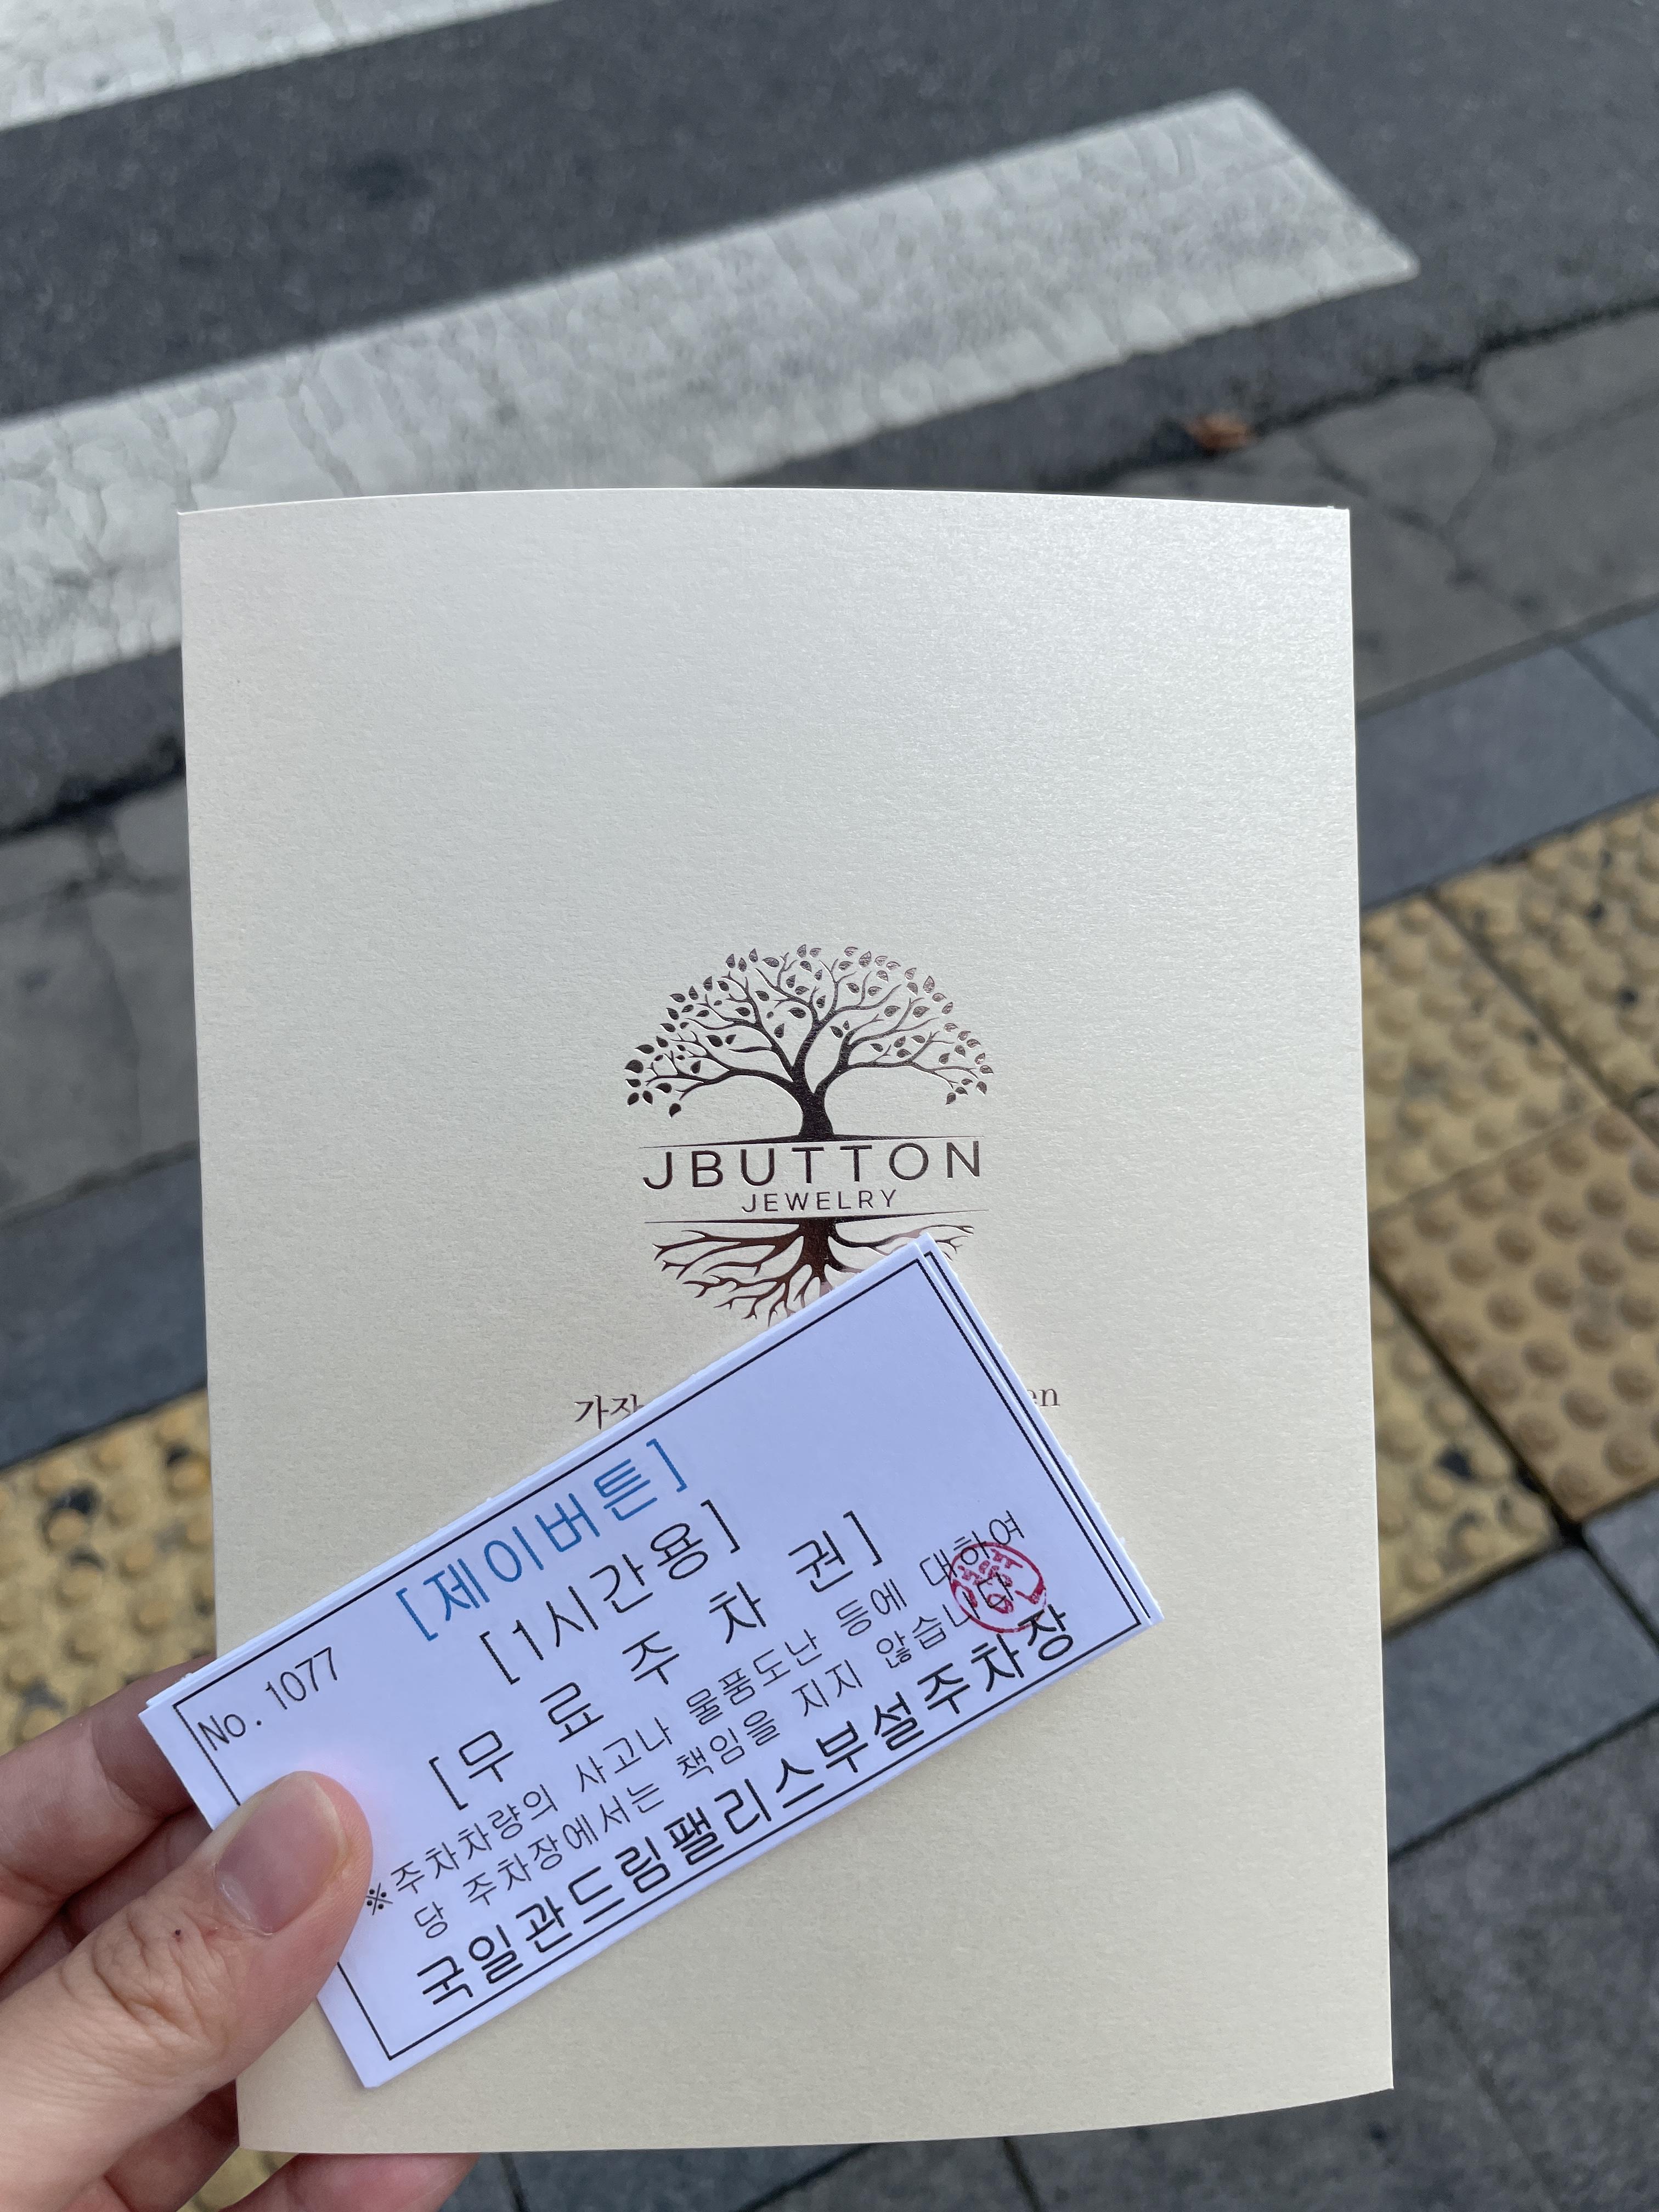 JBUTTON
JEWELRY
en
[제이버튼]
No. 1077
[1시간용]
[무 료 주 차 권]
※주차차량의 사고나 물품도난 등에 대하여
당 주차장에서는 책임을 지지 않습니다
국일관드림팰리스부설주차장